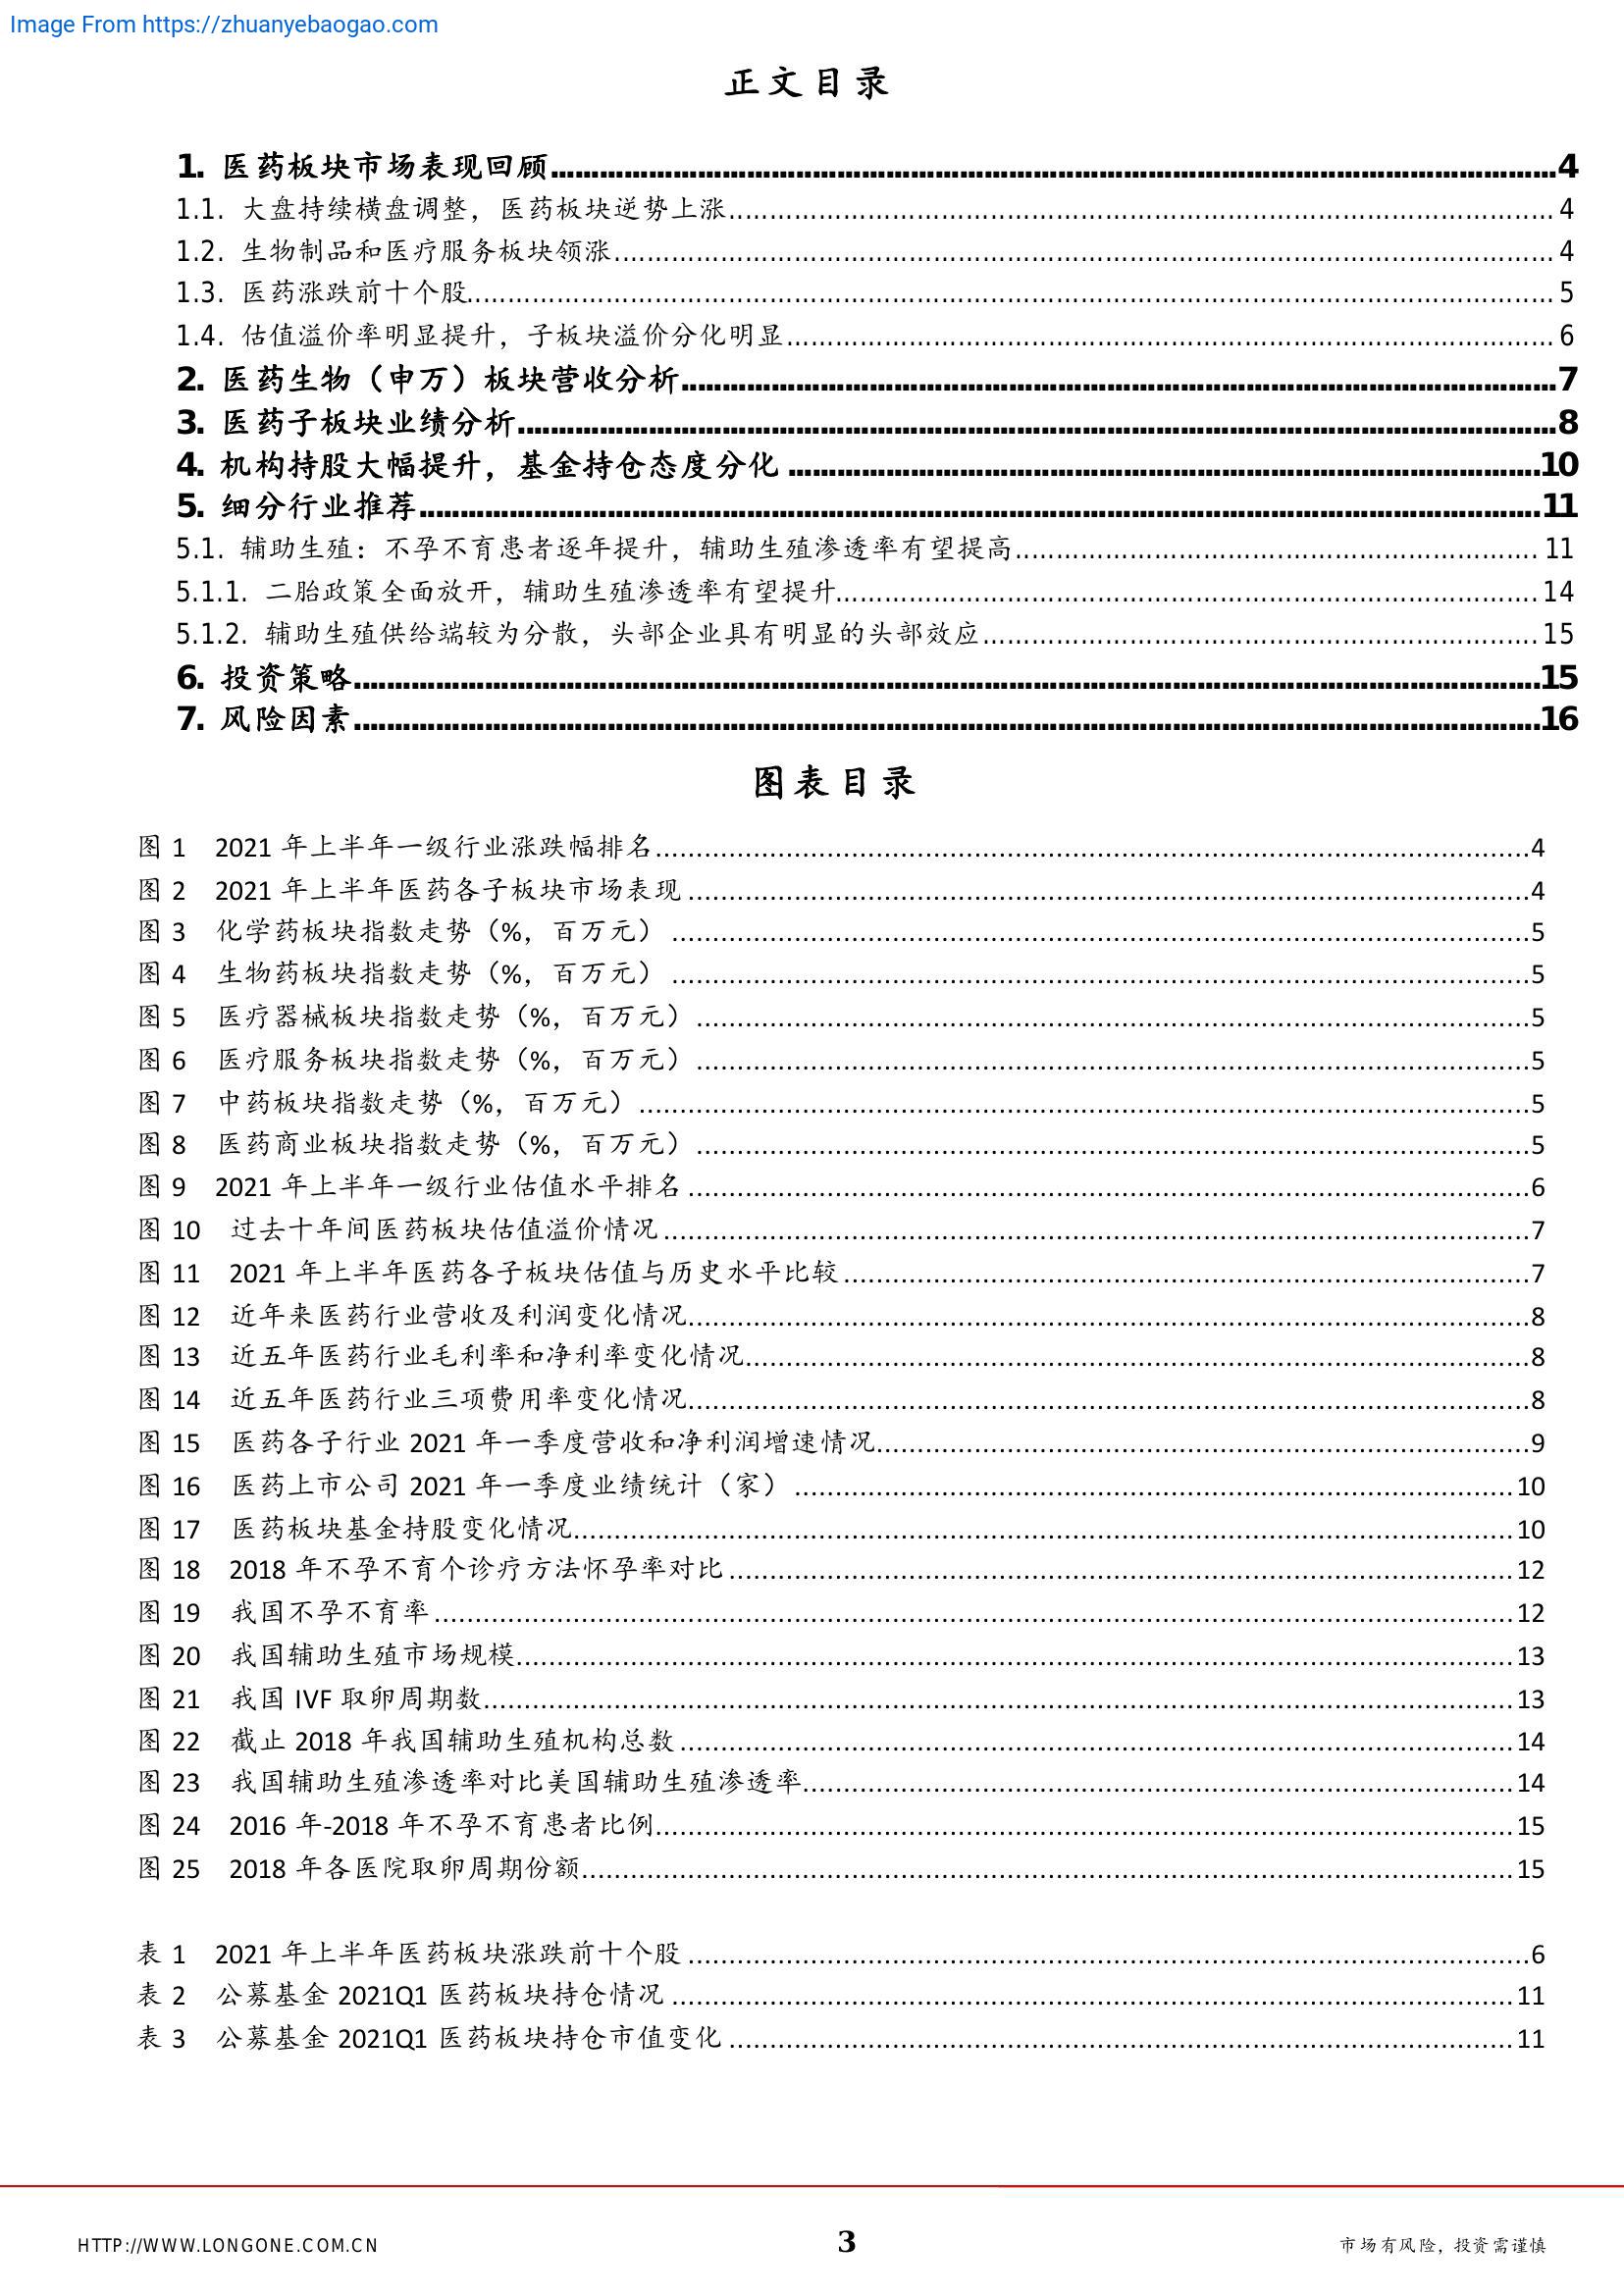 Image From https://zhuanyebaogao.com
正文目录
1. 医药板块市场表现回顾........4
1.1. 大盘持续横盘调整，医药板块逆势上涨........4
1.2. 生物制品和医疗服务板块领涨........4
1.3. 医药涨跌前十个股........5
1.4. 估值溢价率明显提升，子板块溢价分化明显........6
2. 医药生物（申万）板块营收分析........7
3. 医药子板块业绩分析........8
4. 机构持股大幅提升，基金持仓态度分化........10
5. 细分行业推荐........11
5.1. 辅助生殖：不孕不育患者逐年提升，辅助生殖渗透率有望提高........11
5.1.1. 二胎政策全面放开，辅助生殖渗透率有望提升........14
5.1.2. 辅助生殖供给端较为分散，头部企业具有明显的头部效应........15
6. 投资策略........15
7. 风险因素........16
图表目录
图 1 2021 年上半年一级行业涨跌幅排名........4
图 2 2021 年上半年医药各子板块市场表现........4
图 3 化学药板块指数走势（%，百万元）........5
图 4 生物药板块指数走势（%，百万元）........5
图 5 医疗器械板块指数走势（%，百万元）........5
图 6 医疗服务板块指数走势（%，百万元）........5
图 7 中药板块指数走势（%，百万元）........5
图 8 医药商业板块指数走势（%，百万元）........5
图 9 2021 年上半年一级行业估值水平排名........6
图 10 过去十年间医药板块估值溢价情况........7
图 11 2021 年上半年医药各子板块估值与历史水平比较........7
图 12 近年来医药行业营收及利润变化情况........8
图 13 近五年医药行业毛利率和净利率变化情况........8
图 14 近五年医药行业三项费用率变化情况........8
图 15 医药各子行业 2021 年一季度营收和净利润增速情况........9
图 16 医药上市公司 2021 年一季度业绩统计（家）........10
图 17 医药板块基金持股变化情况........10
图 18 2018 年不孕不育个诊疗方法怀孕率对比........12
图 19 我国不孕不育率........12
图 20 我国辅助生殖市场规模........13
图 21 我国 IVF 取卵周期数........13
图 22 截止 2018 年我国辅助生殖机构总数........14
图 23 我国辅助生殖渗透率对比美国辅助生殖渗透率........14
图 24 2016 年-2018 年不孕不育患者比例........15
图 25 2018 年各医院取卵周期份额........15
表 1 2021 年上半年医药板块涨跌前十个股........6
表 2 公募基金 2021Q1 医药板块持仓情况........11
表 3 公募基金 2021Q1 医药板块持仓市值变化........11
HTTP://WWW.LONGONE.COM.CN 3 市场有风险，投资需谨慎